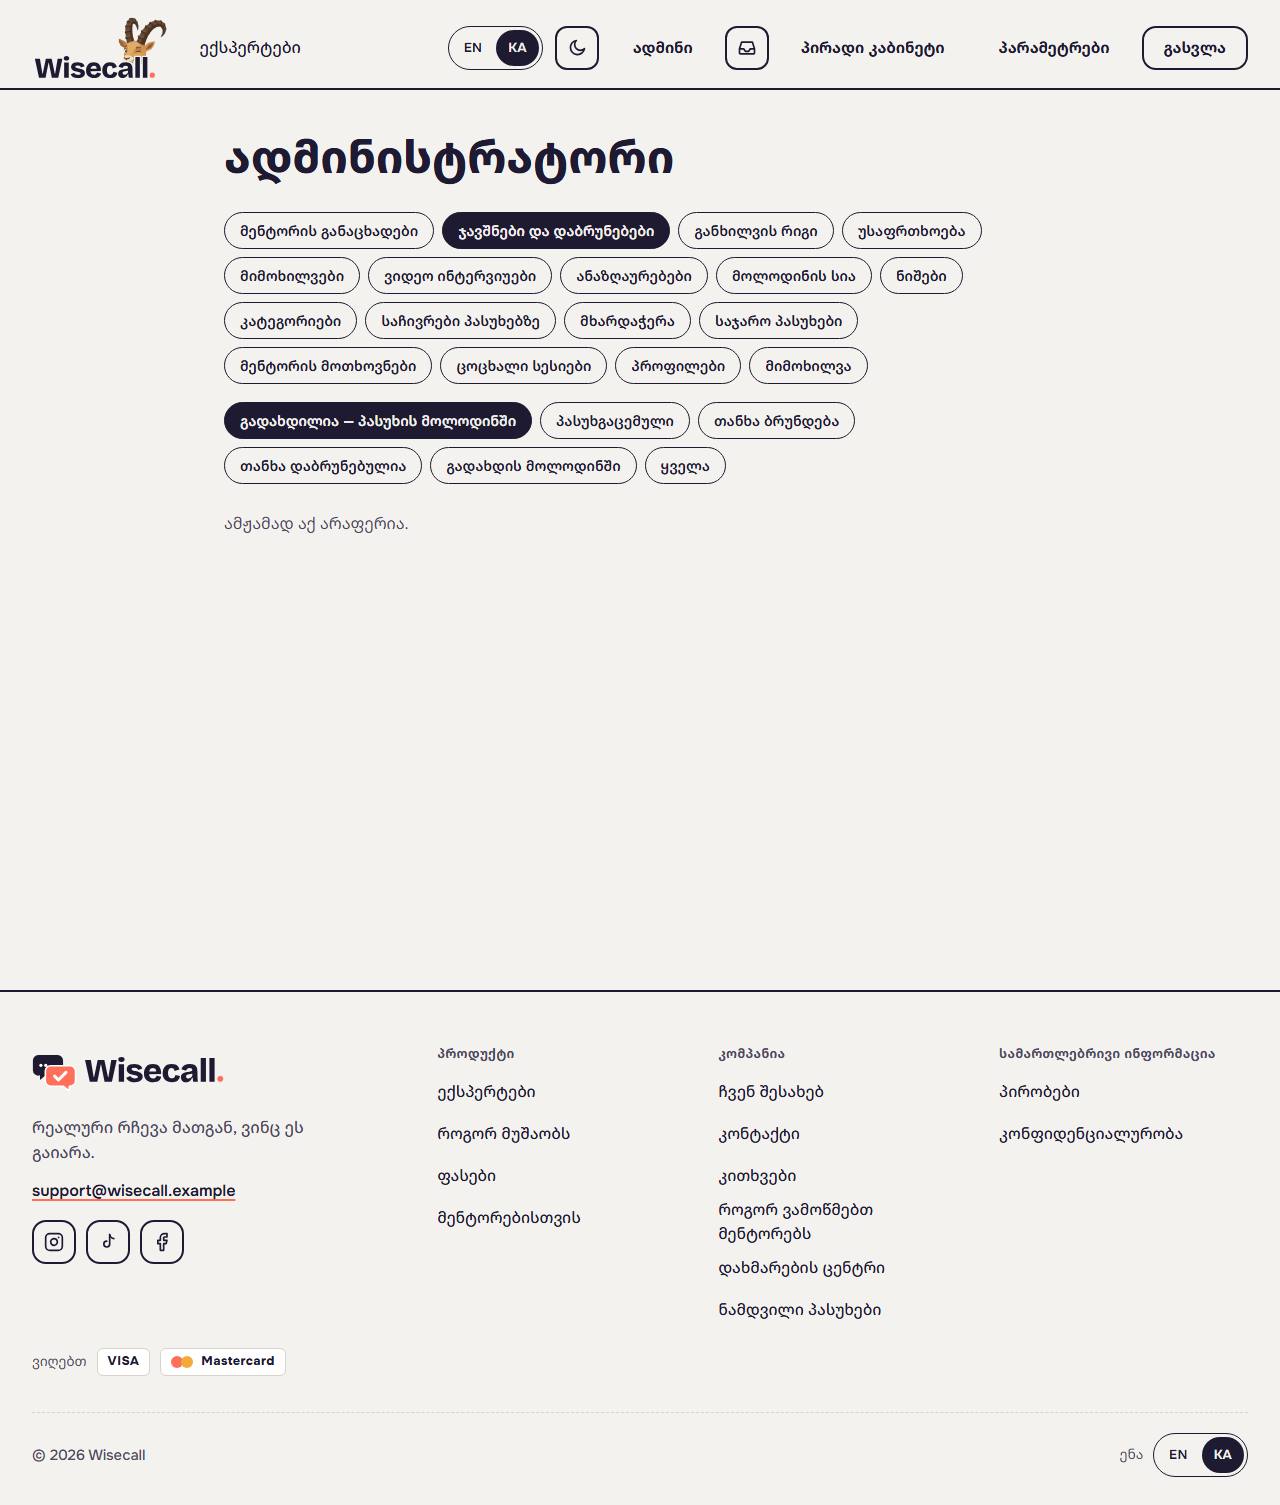 Wisecall.
ექსპერტები
EN KA
ადმინი
პირადი კაბინეტი
პარამეტრები
გასვლა
ადმინისტრატორი
მენტორის განაცხადები ჯავშნები და დაბრუნებები განხილვის რიგი უსაფრთხოება
მიმოხილვები ვიდეო ინტერვიუები ანაზღაურებები მოლოდინის სია ნიშები
კატეგორიები საჩივრები პასუხებზე მხარდაჭერა საჯარო პასუხები
მენტორის მოთხოვნები ცოცხალი სესიები პროფილები მიმოხილვა
გადახდილია — პასუხის მოლოდინში პასუხგაცემული თანხა ბრუნდება
თანხა დაბრუნებულია გადახდის მოლოდინში ყველა
ამჟამად აქ არაფერია.
Wisecall.
რეალური რჩევა მათგან, ვინც ეს
გაიარა.
support@wisecall.example
პროდუქტი
ექსპერტები
როგორ მუშაობს
ფასები
მენტორებისთვის
კომპანია
ჩვენ შესახებ
კონტაქტი
კითხვები
როგორ ვამოწმებთ
მენტორებს
დახმარების ცენტრი
ნამდვილი პასუხები
სამართლებრივი ინფორმაცია
პირობები
კონფიდენციალურობა
ვიღებთ VISA Mastercard
© 2026 Wisecall
ენა EN KA